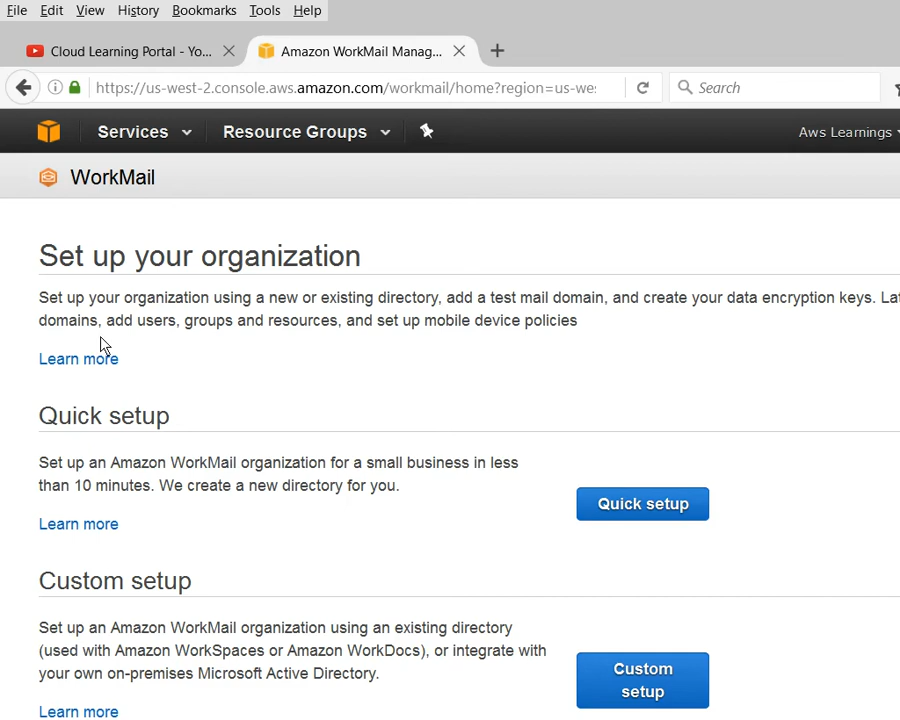 File Edit View History Bookmarks Tools Help
Cloud Learning Portal - Yo... Amazon WorkMail Manag...
https://us-west-2.console.aws.amazon.com/workmail/home?region=us-we Search
Services Resource Groups Aws Learnings
WorkMail
Set up your organization
Set up your organization using a new or existing directory, add a test mail domain, and create your data encryption keys. Lat
domains, add users, groups and resources, and set up mobile device policies
Learn more
Quick setup
Set up an Amazon WorkMail organization for a small business in less
than 10 minutes. We create a new directory for you.
Quick setup
Learn more
Custom setup
Set up an Amazon WorkMail organization using an existing directory
(used with Amazon WorkSpaces or Amazon WorkDocs), or integrate with
your own on-premises Microsoft Active Directory.
Custom
setup
Learn more